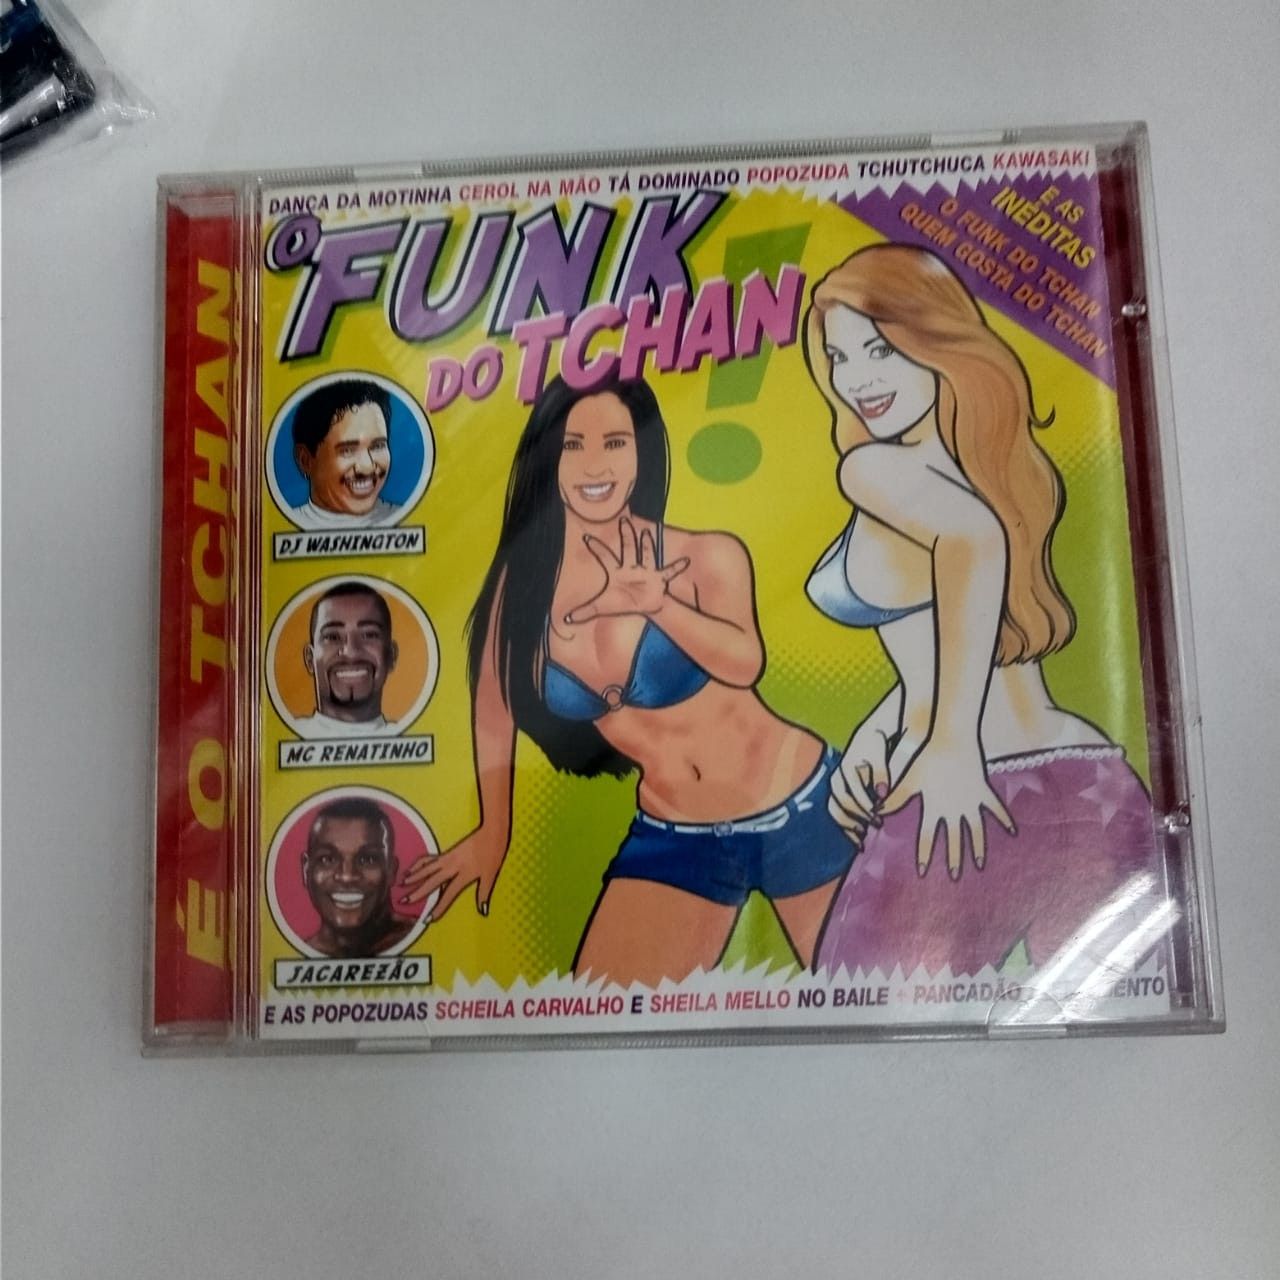 DANÇA DA MOTINHA CEROL NA MÃO TÁ DOMINADO POPOZUDA TCHUTCHUCA KAWASAKI
O FUNK
DO TCHAN!
E AS
INÉDITAS
O FUNK DO TCHAN
QUEM GOSTA DO TCHAN
É O TCHAN
DJ WASHINGTON
MC RENATINHO
JACAREZÃO
E AS POPOZUDAS SCHEILA CARVALHO E SHEILA MELLO NO BAILE + PANCADÃO